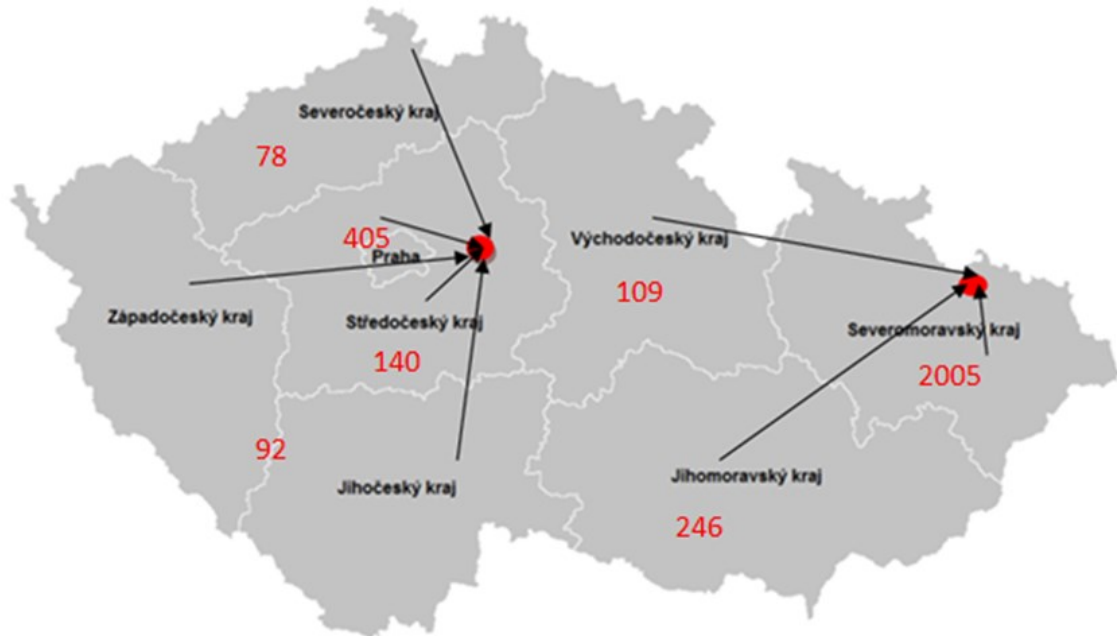 Severočeský kraj
78
405
Praha
Východočeský kraj
109
Západočeský kraj
Středočeský kraj
140
Severomoravský kraj
2005
92
Jihočeský kraj
Jihomoravský kraj
246